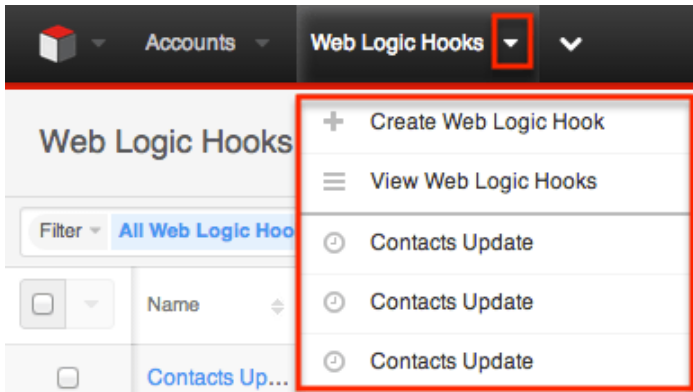 Accounts
Web Logic Hooks
Web Logic Hooks
Create Web Logic Hook
View Web Logic Hooks
Filter
All Web Logic Hoo
Contacts Update
Name
Contacts Update
Contacts Up...
Contacts Update